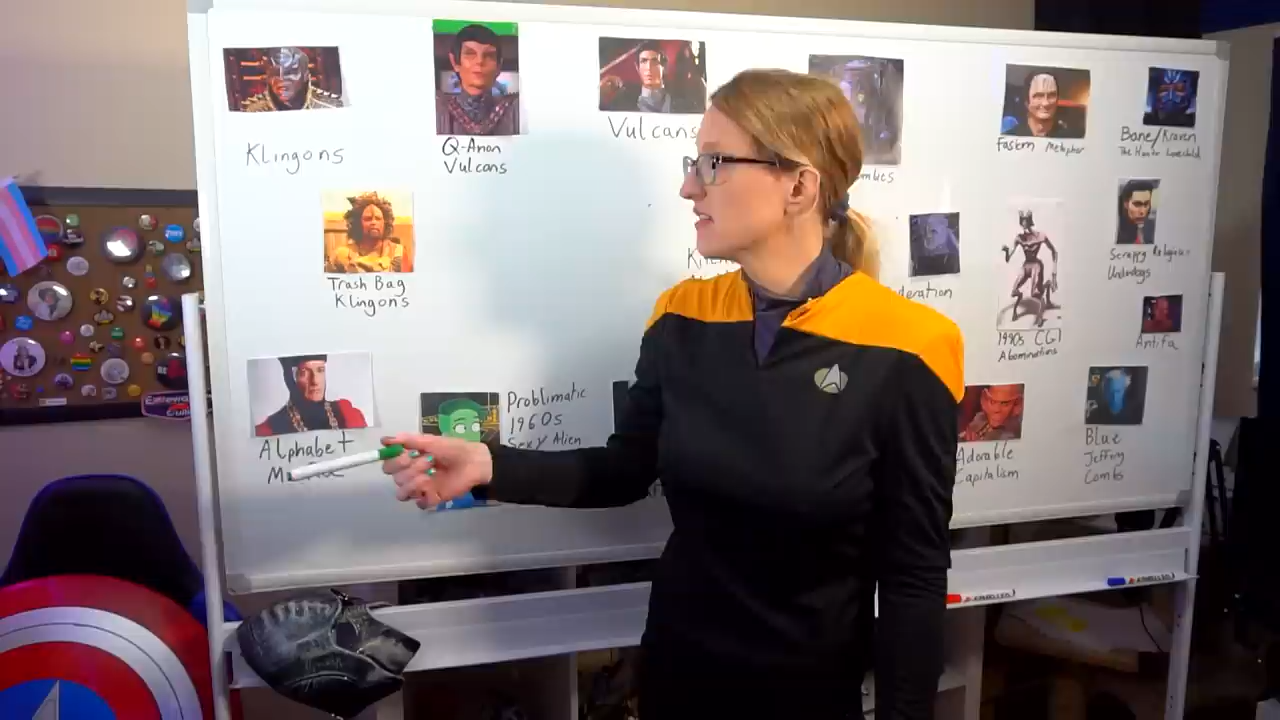 Klingons
Q-Anon
Vulcans
Vulcans
Fascism Metaphor
Bane/Kraven
The Hunter Lovechild
Trash Bag
Klingons
Scrappy Religious
Underdogs
1990s CGI
Abominations
Antifa
Alphabet
Problimatic
1960s
Sexy Alien
Adorable
Capitalism
Blue
Jeffrey
Combs